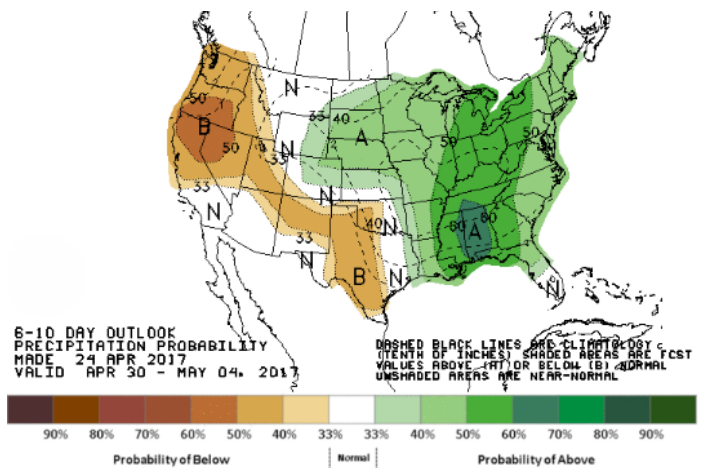 N
50
33
40
B
A
N
50
50
50
33
33
N
N
40
N
60
60
A
33
N
B
N
N
6-10 DAY OUTLOOK
PRECIPITATION PROBABILITY
MADE 24 APR 2017
VALID APR 30 - MAY 04, 2017
DASHED BLACK LINES ARE CLIMATOLOGY
(TENTH OF INCHES) SHADED AREAS ARE FCST
VALUES ABOVE (A) OR BELOW (B) NORMAL
UNSHADED AREAS ARE NEAR-NORMAL
90% 80% 70% 60% 50% 40% 33% 33% 40% 50% 60% 70% 80% 90%
Probability of Below Normal Probability of Above